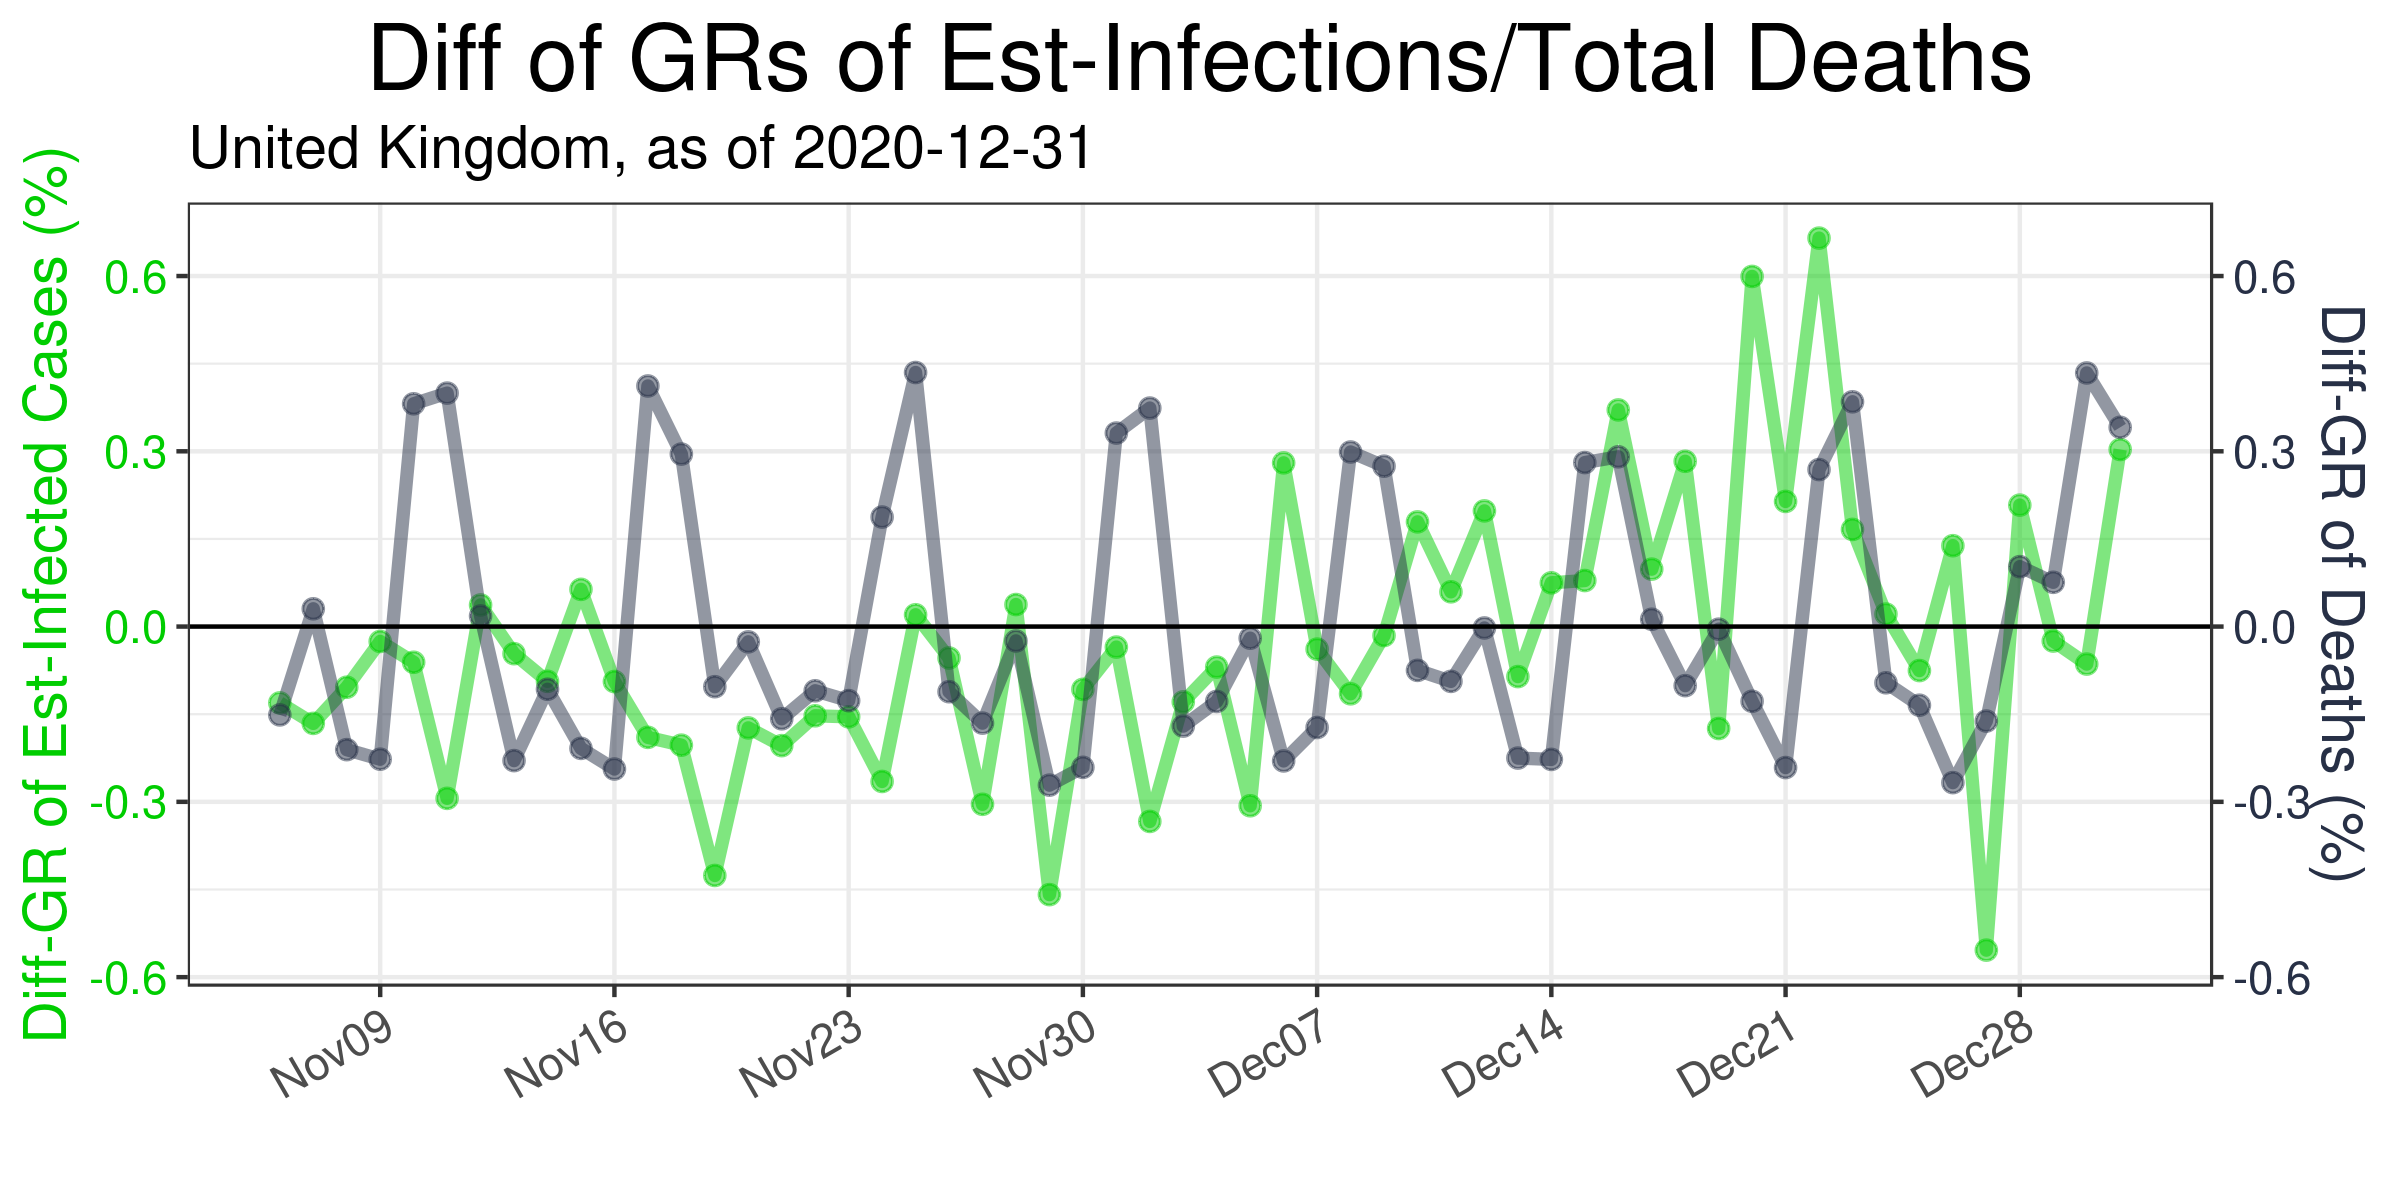 Diff of GRs of Est-Infections/Total Deaths
United Kingdom, as of 2020-12-31
Diff-GR of Est-Infected Cases (%)
0.6
0.3
0.0
-0.3
-0.6
0.6
0.3
0.0
-0.3
-0.6
Diff-GR of Deaths (%)
Nov09
Nov16
Nov23
Nov30
Dec07
Dec14
Dec21
Dec28